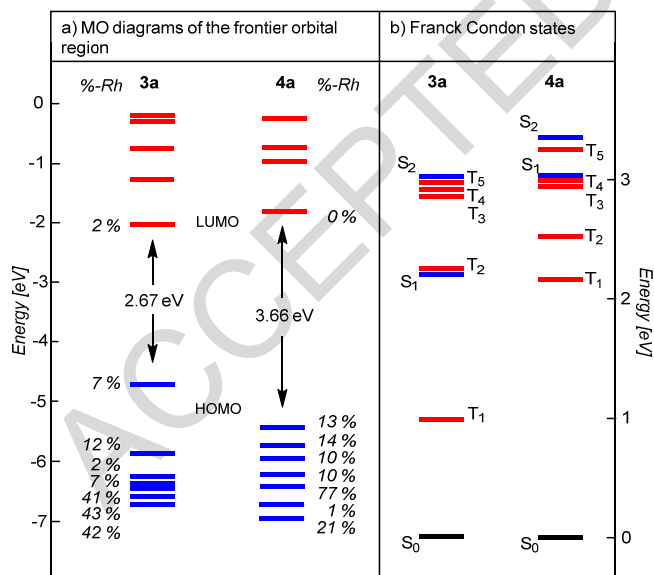 a) MO diagrams of the frontier orbital
region
b) Franck Condon states
%-Rh 3a 4a %-Rh
3a 4a
0
-1
-2
-3
-4
-5
-6
-7
Energy [eV]
2 %
LUMO
0 %
2.67 eV
3.66 eV
7 %
HOMO
12 %
2 %
7 %
41 %
43 %
42 %
13 %
14 %
10 %
10 %
77 %
1 %
21 %
S2
T5
T4
T3
T2
S1
T1
S0
S2
T5
S1
T4
T3
T2
T1
S0
3
2
1
0
Energy [eV]
ACCEPTED